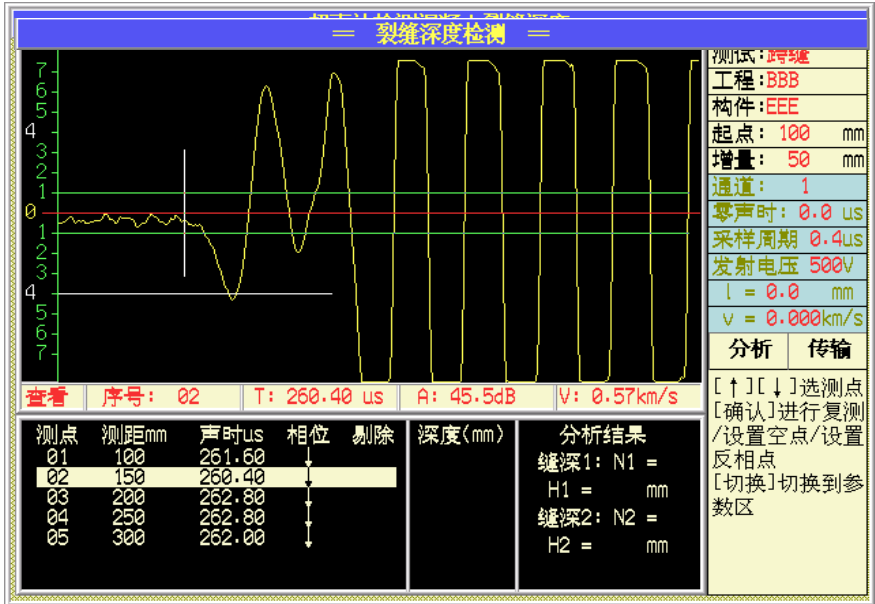 = 裂缝深度检测 =
7
6
5
4
3
2
1
0
1
2
3
4
5
6
7
测试:跨缝
工程:BBB
构件:EEE
起点: 100 mm
增量: 50 mm
通道: 1
零声时: 0.0 us
采样周期 0.4us
发射电压 500V
l = 0.0 mm
v = 0.000km/s
分析 传输
查看 序号: 02 T: 260.40 us A: 45.5dB V: 0.57km/s
测点 测距mm 声时us 相位 剔除
01 100 261.60 ↓
02 150 260.40 ↓
03 200 262.80 ↓
04 250 262.80 ↓
05 300 262.00 ↓
深度(mm)
分析结果
缝深1: N1 =
H1 = mm
缝深2: N2 =
H2 = mm
[↑][↓]选测点
[确认]进行复测
/设置空点/设置
反相点
[切换]切换到参
数区